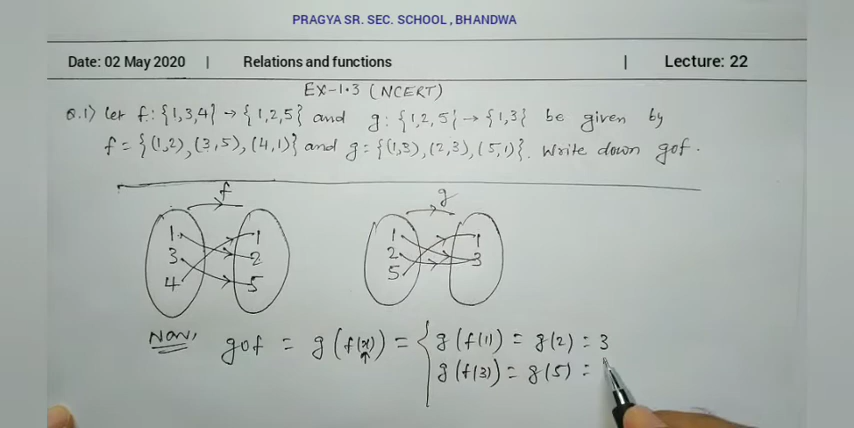 PRAGYA SR. SEC. SCHOOL , BHANDWA
Date: 02 May 2020 | Relations and functions | Lecture: 22
EX-1.3 (NCERT)
Q.1) Let f: {1,3,4} → {1,2,5} and g: {1,2,5} → {1,3} be given by
f = {(1,2), (3,5), (4,1)} and g = {(1,3), (2,3), (5,1)}. Write down gof.
f g
1 1 1 1
3 2 2 3
4 5 5
Now, gof = g(f(x)) = { g(f(1)) = g(2) = 3
g(f(3)) = g(5) =